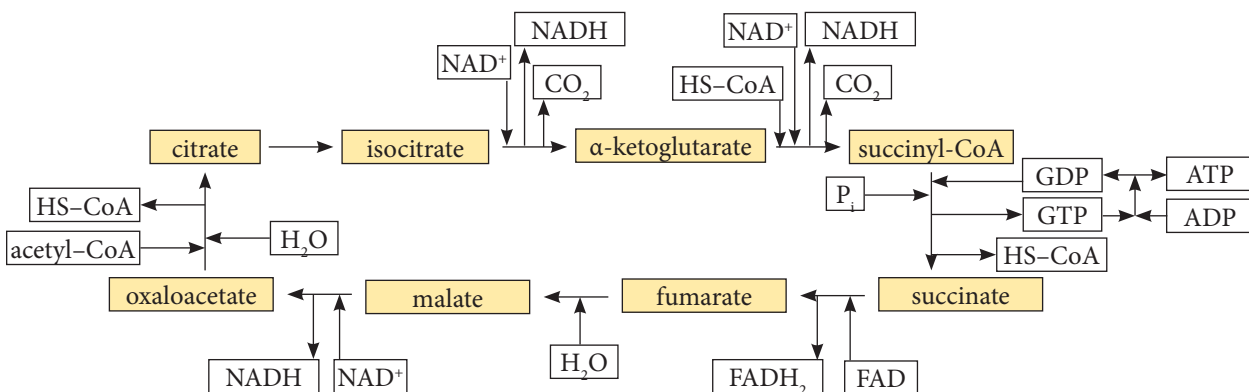 NADH NADH
NAD⁺ NAD⁺
CO₂ HS–CoA CO₂
citrate isocitrate α-ketoglutarate succinyl-CoA
HS–CoA Pᵢ GDP ATP
GTP ADP
acetyl–CoA H₂O HS–CoA
oxaloacetate malate fumarate succinate
NADH NAD⁺ H₂O FADH₂ FAD